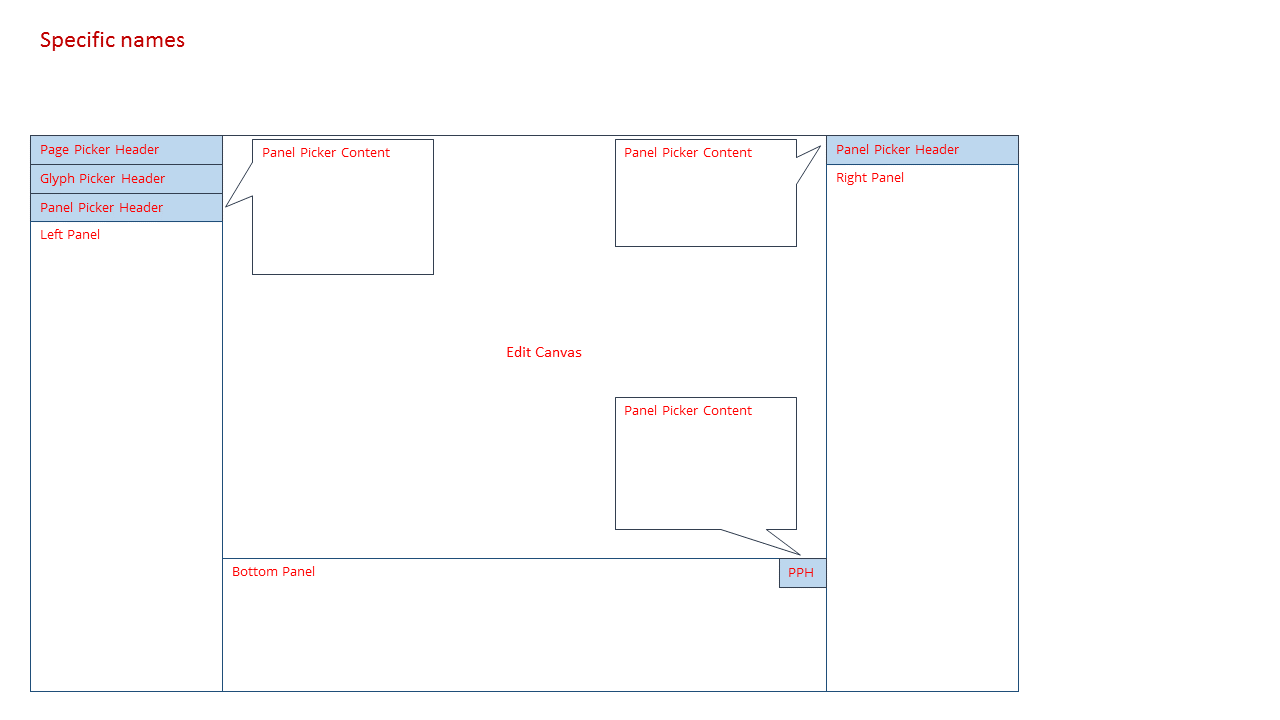 Specific names
Page Picker Header
Glyph Picker Header
Panel Picker Header
Left Panel
Panel Picker Content
Panel Picker Content
Panel Picker Header
Right Panel
Edit Canvas
Panel Picker Content
Bottom Panel
PPH